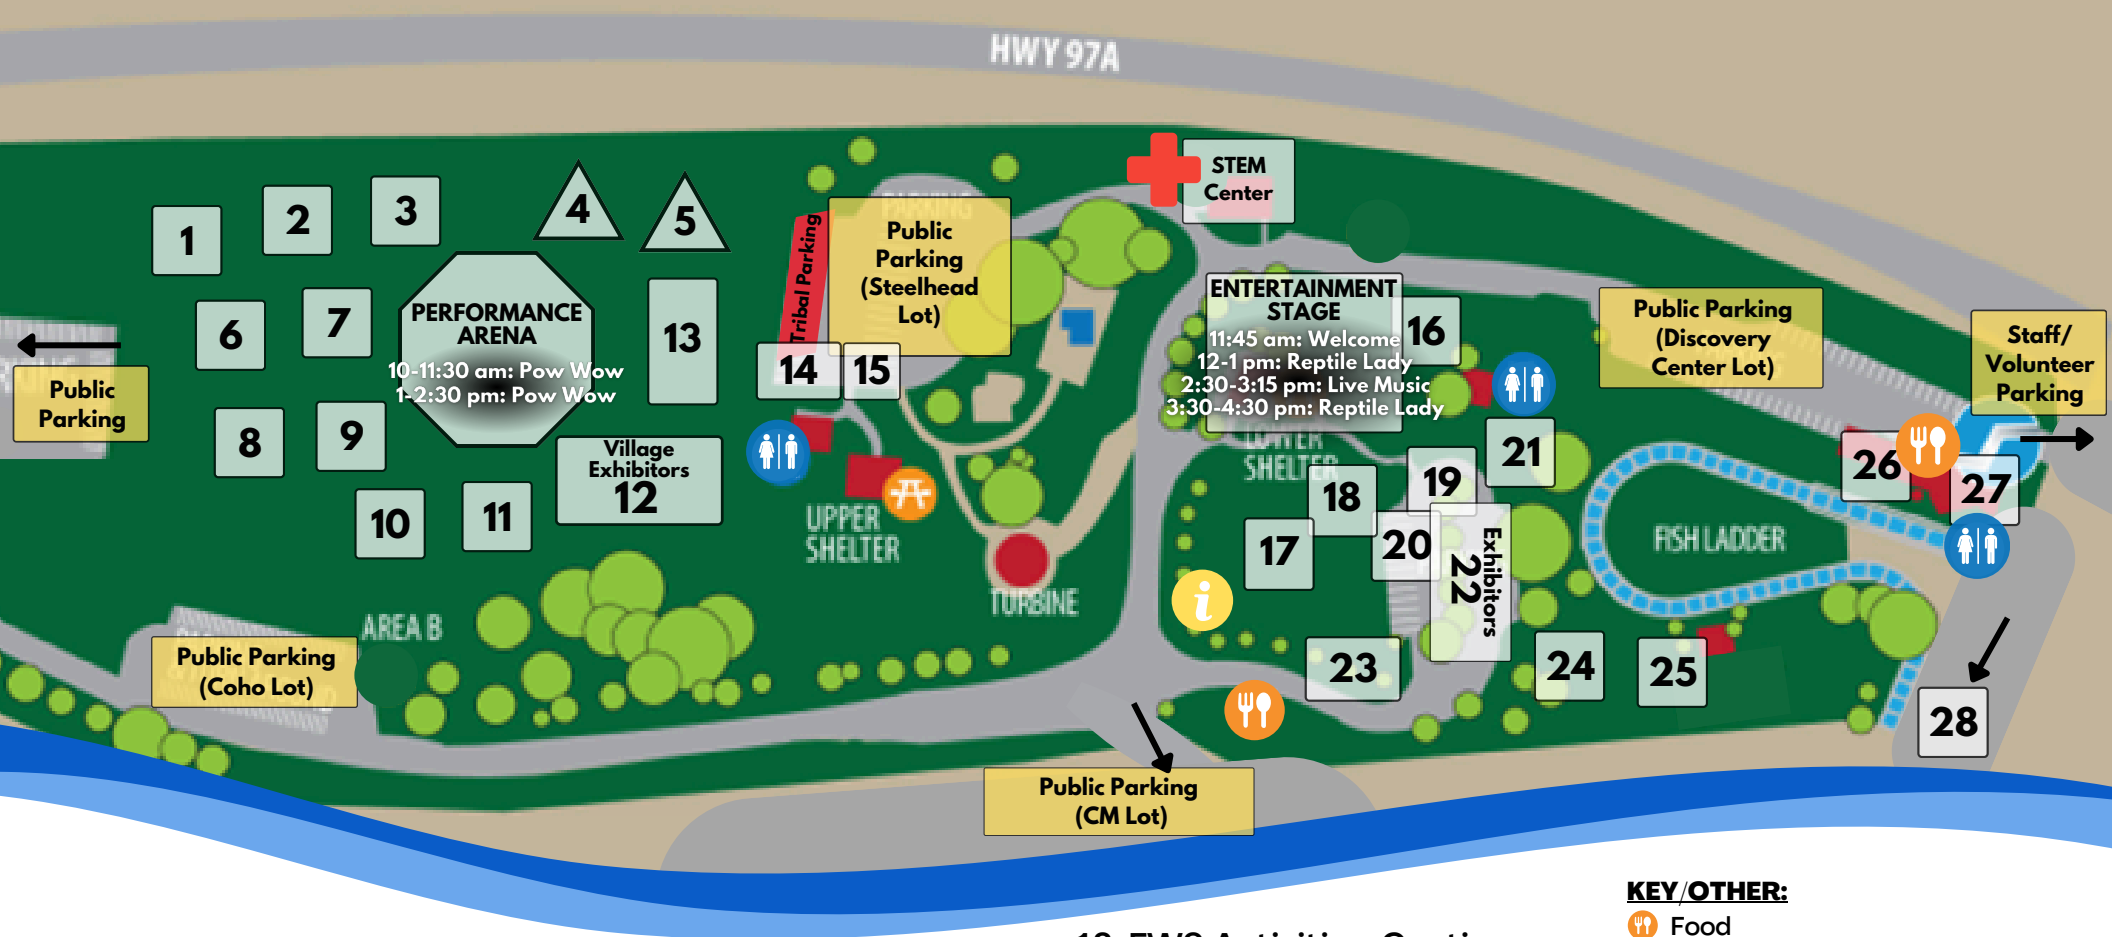 HWY 97A
STEM
Center
1
2
3
4
5
6
7
8
9
10
11
PERFORMANCE
ARENA
10-11:30 am: Pow Wow
1-2:30 pm: Pow Wow
Village
Exhibitors
12
13
Tribal Parking
PARKING
Public
Parking
(Steelhead
Lot)
14
15
Public
Parking
UPPER
SHELTER
TURBINE
AREA B
Public Parking
(Coho Lot)
ENTERTAINMENT
STAGE
11:45 am: Welcome
12-1 pm: Reptile Lady
2:30-3:15 pm: Live Music
3:30-4:30 pm: Reptile Lady
LOWER
SHELTER
16
17
18
19
20
21
Exhibitors
22
23
24
25
i
Public Parking
(Discovery
Center Lot)
Staff/
Volunteer
Parking
26
27
FISH LADDER
28
Public Parking
(CM Lot)
KEY/OTHER:
Food